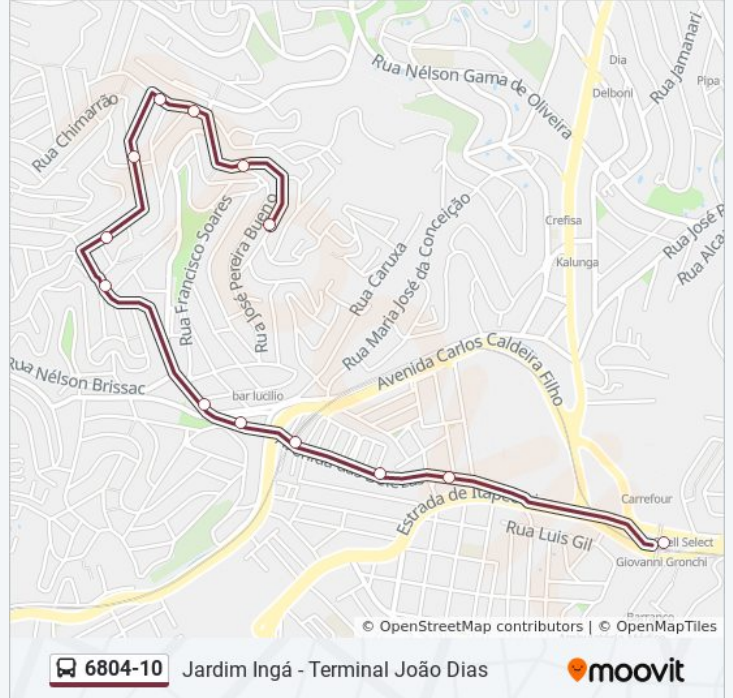 Rua Nélson Gama de Oliveira
Dia
Delboni
Rua Jamanari
Pipa
Rua Chimarrão
Rua Francisco Soares
Rua José Pereira Bueno
Rua Caruxa
Rua Maria José da Conceição
Crefisa
Kalunga
Rua José R
Rua Alca
Avenida Carlos Caldeira Filho
Rua Nélson Brissac
bar lucilio
Estrada de Itapec
Rua Luis Gil
Carrefour
ell Select
Giovanni Gronchi
© OpenStreetMap contributors | © OpenMapTiles
6804-10 Jardim Ingá - Terminal João Dias
moovit